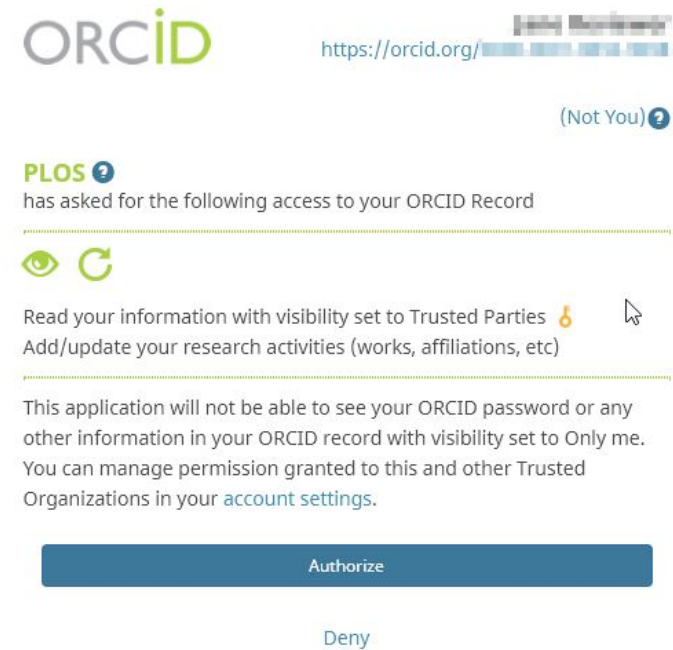 ORCID
https://orcid.org/
(Not You)
PLOS
has asked for the following access to your ORCID Record
Read your information with visibility set to Trusted Parties
Add/update your research activities (works, affiliations, etc)
This application will not be able to see your ORCID password or any
other information in your ORCID record with visibility set to Only me.
You can manage permission granted to this and other Trusted
Organizations in your account settings.
Authorize
Deny